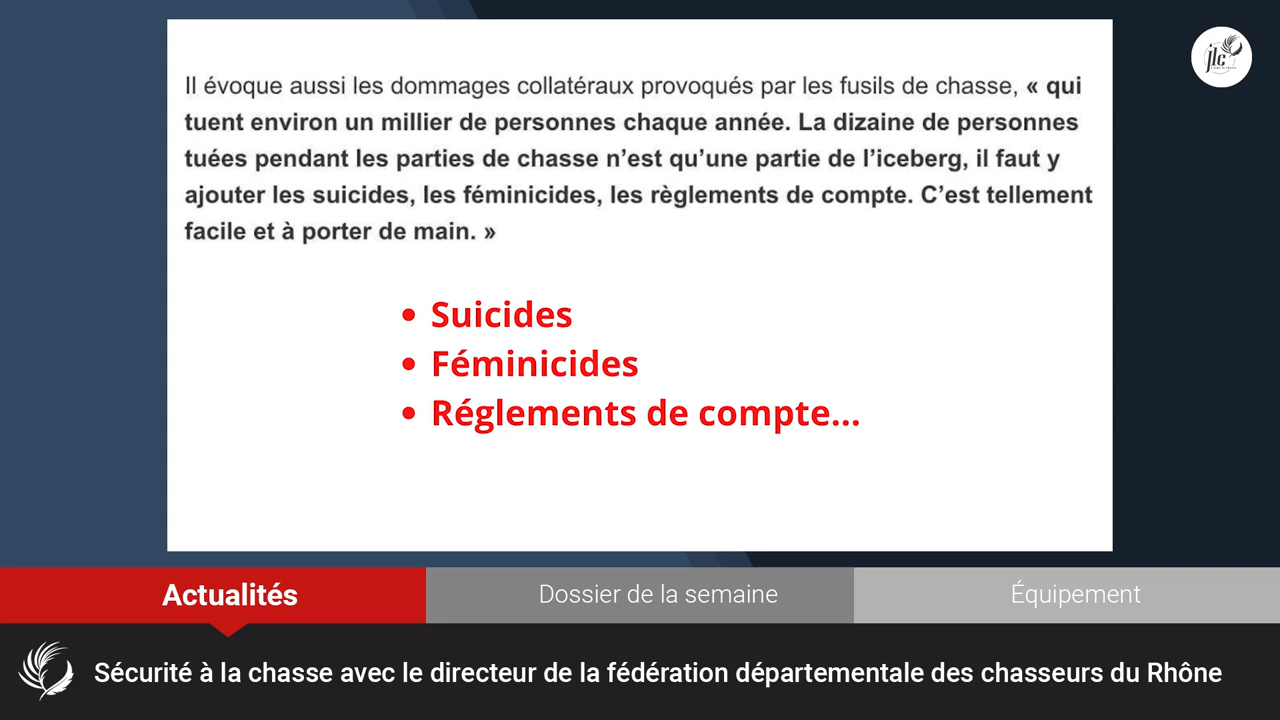 jlc
Il évoque aussi les dommages collatéraux provoqués par les fusils de chasse, « qui
tuent environ un millier de personnes chaque année. La dizaine de personnes
tuées pendant les parties de chasse n'est qu'une partie de l'iceberg, il faut y
ajouter les suicides, les féminicides, les règlements de compte. C'est tellement
facile et à porter de main. »
• Suicides
• Féminicides
• Réglements de compte...
Actualités
Dossier de la semaine
Équipement
Sécurité à la chasse avec le directeur de la fédération départementale des chasseurs du Rhône